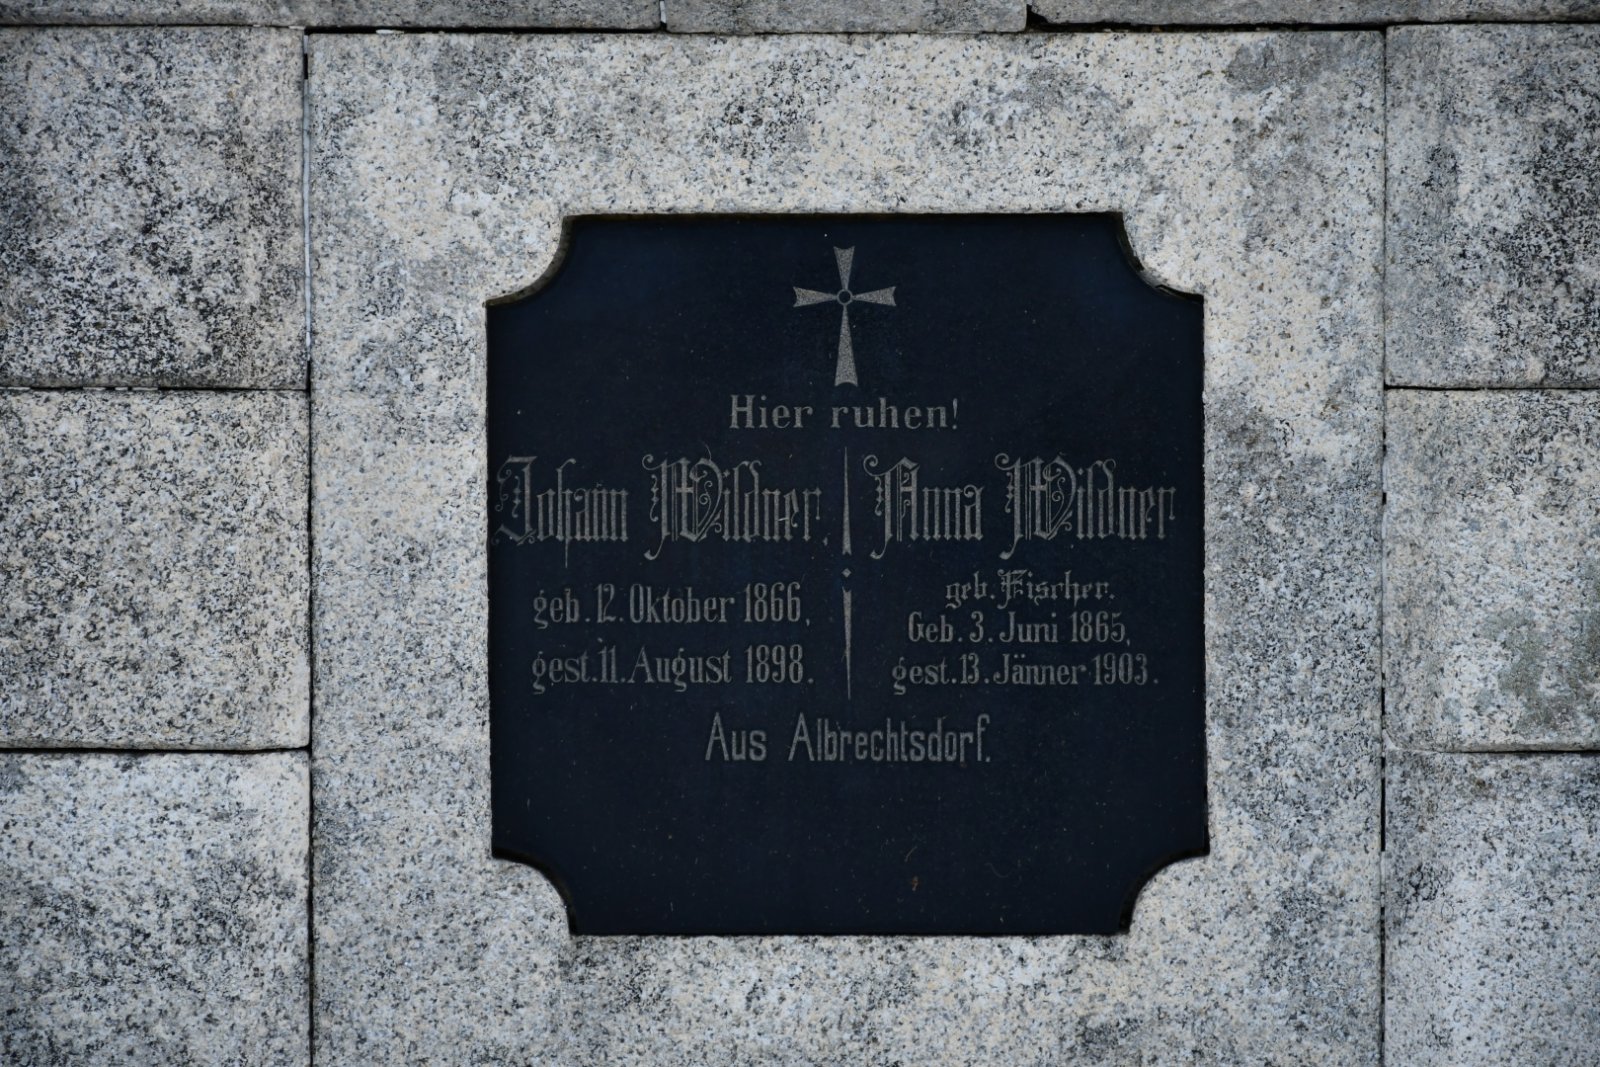 Hier ruhen!
Johann Wildner,
geb. 12. Oktober 1866,
gest. 11. August 1898.
Anna Wildner
geb. Fischer.
Geb. 3. Juni 1865,
gest. 13. Jänner 1903.
Aus Albrechtsdorf.